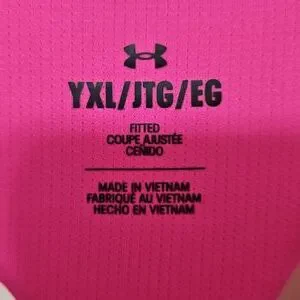 YXL/JTG/EG
FITTED
COUPE AJUSTÉE
CEÑIDO
MADE IN VIETNAM
FABRIQUÉ AU VIETNAM
HECHO EN VIETNAM